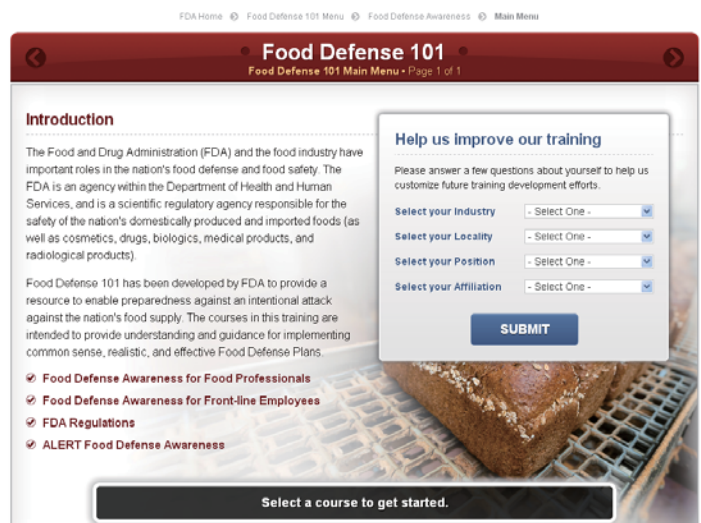 FDA Home Food Defense 101 Menu Food Defense Awareness Main Menu
Food Defense 101
Food Defense 101 Main Menu • Page 1 of 1
Introduction
The Food and Drug Administration (FDA) and the food industry have
important roles in the nation's food defense and food safety. The
FDA is an agency within the Department of Health and Human
Services, and is a scientific regulatory agency responsible for the
safety of the nation's domestically produced and imported foods (as
well as cosmetics, drugs, biologics, medical products, and
radiological products).
Food Defense 101 has been developed by FDA to provide a
resource to enable preparedness against an intentional attack
against the nation's food supply. The courses in this training are
intended to provide understanding and guidance for implementing
common sense, realistic, and effective Food Defense Plans.
Food Defense Awareness for Food Professionals
Food Defense Awareness for Front-line Employees
FDA Regulations
ALERT Food Defense Awareness
Help us improve our training
Please answer a few questions about yourself to help us
customize future training development efforts.
Select your Industry - Select One -
Select your Locality - Select One -
Select your Position - Select One -
Select your Affiliation - Select One -
SUBMIT
Select a course to get started.